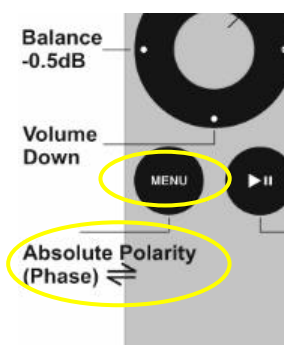 Balance
-0.5dB
Volume
Down
MENU
Absolute Polarity
(Phase) ⇌